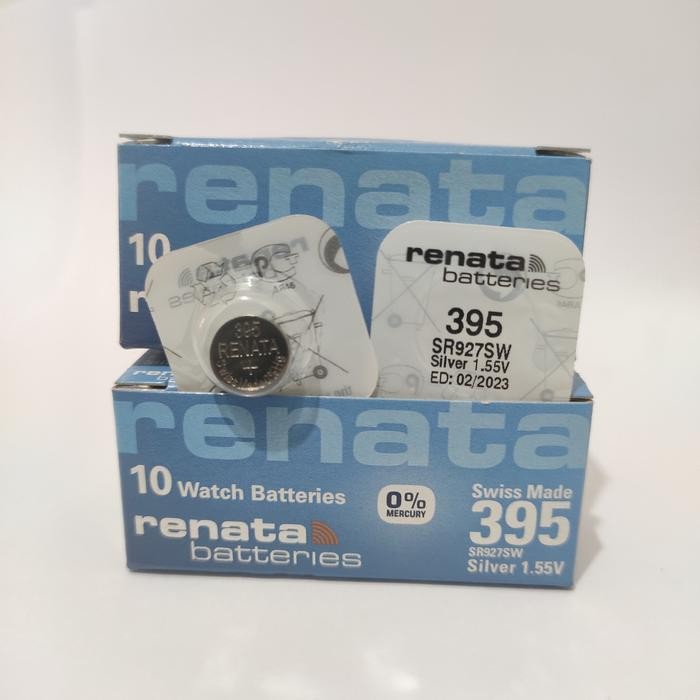 renata
10
renata
batteries
395
SR927SW
Silver 1.55V
ED: 02/2023
395
RENATA
renata
10 Watch Batteries
0%
MERCURY
Swiss Made
395
SR927SW
Silver 1.55V
renata
batteries